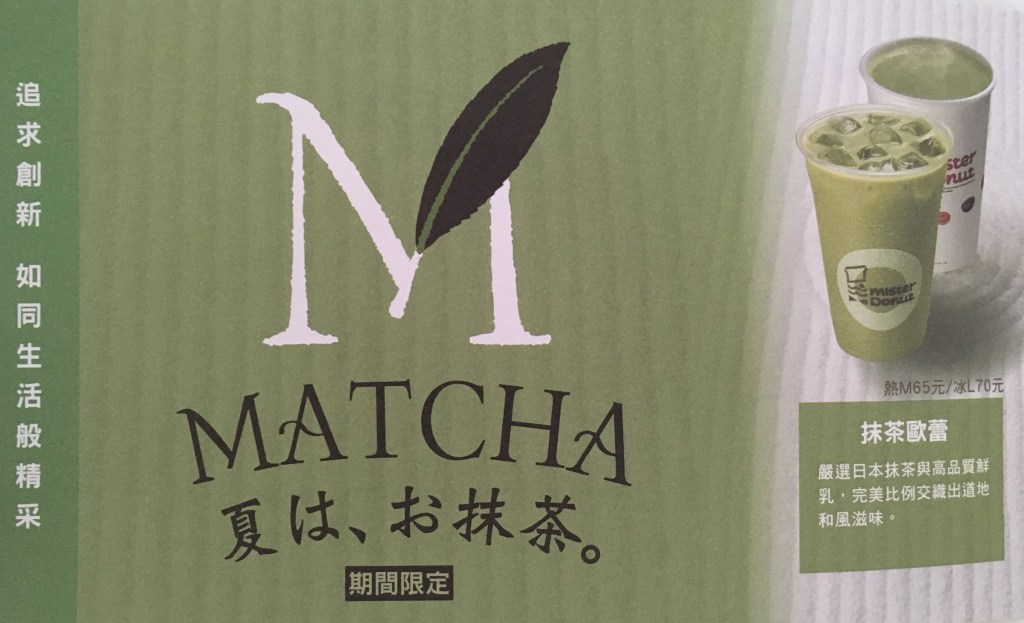 追求創新 如同生活般精采
M
MATCHA
夏は、お抹茶。
期間限定
mister
Donut
mister
Donut
熱M65元/冰L70元
抹茶歐蕾
嚴選日本抹茶與高品質鮮
乳，完美比例交織出道地
和風滋味。